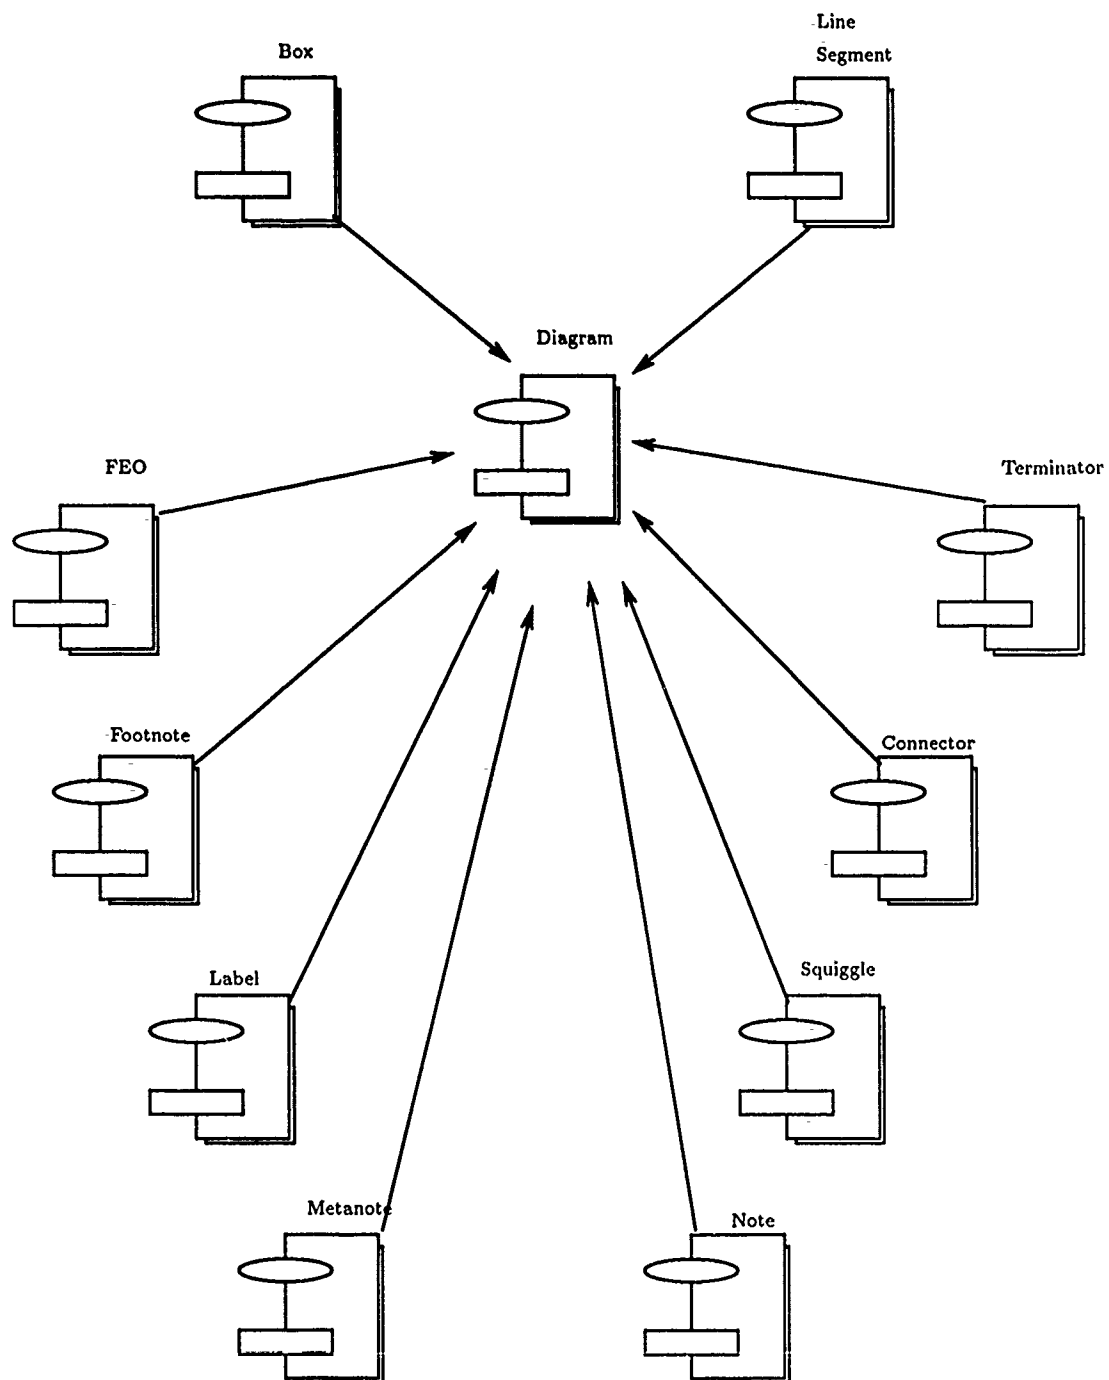 Line
Box
Segment
Diagram
FEO
Terminator
Footnote
Connector
Label
Squiggle
Metanote
Note